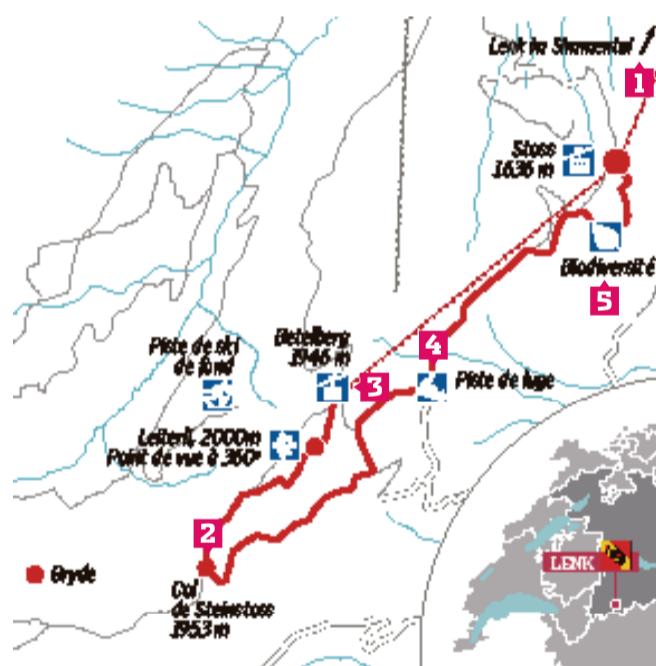 Lenk im Simmental
1
Stoss
1636 m
Biodiversité
5
4
Betelberg
1946 m
3
Piste de ski
de fond
Piste de luge
Leiterli, 2000m
Point de vue à 360°
2
Gryde
Col
de Steinstoss
1953 m
LENK